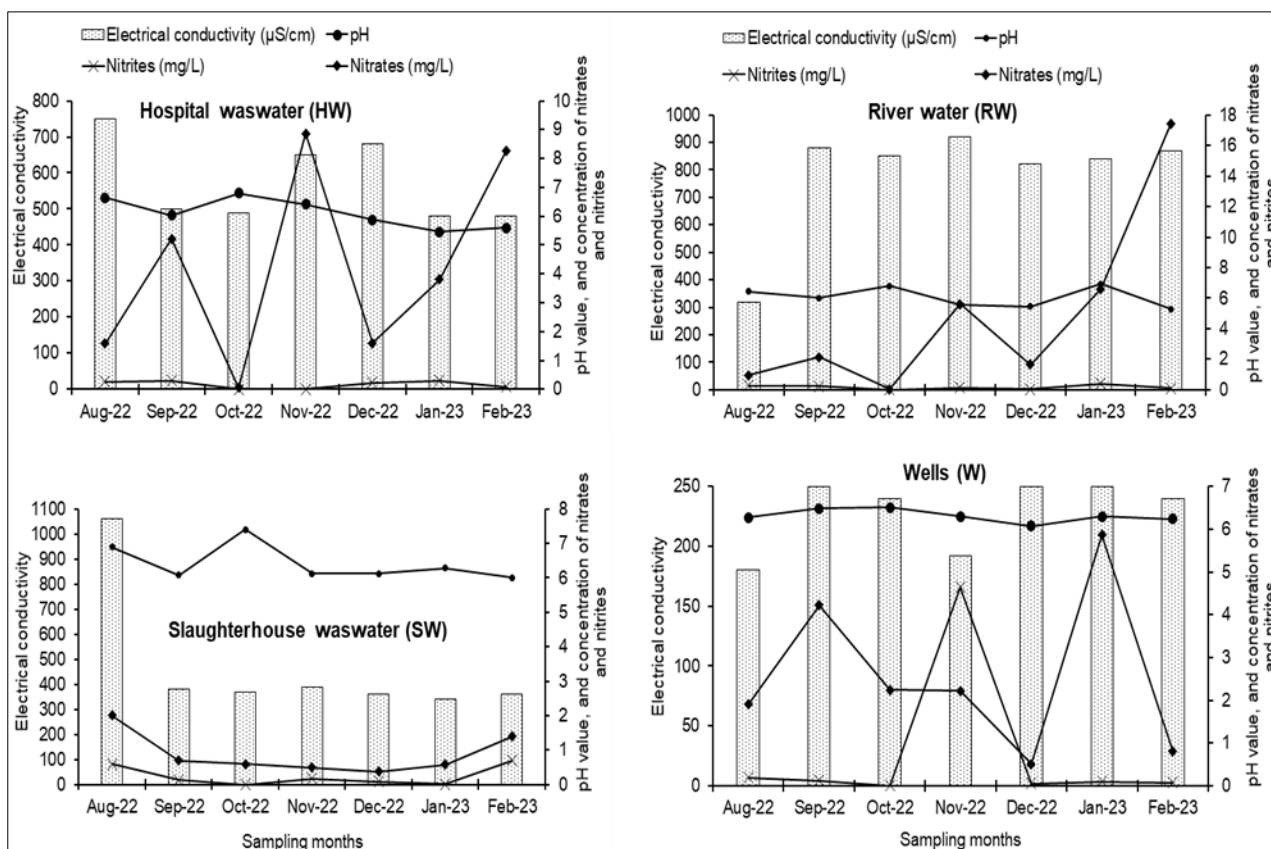 Electrical conductivity (µS/cm)
pH
Nitrites (mg/L)
Nitrates (mg/L)
Hospital waswater (HW)
Electrical conductivity
800
700
600
500
400
300
200
100
0
10
9
8
7
6
5
4
3
2
1
0
pH value, and concentration of nitrates
and nitrites
Aug-22 Sep-22 Oct-22 Nov-22 Dec-22 Jan-23 Feb-23
Electrical conductivity (µS/cm)
pH
Nitrites (mg/L)
Nitrates (mg/L)
River water (RW)
Electrical conductivity
1000
900
800
700
600
500
400
300
200
100
0
18
16
14
12
10
8
6
4
2
0
pH value, and concentration of nitrates
and nitrites
Aug-22 Sep-22 Oct-22 Nov-22 Dec-22 Jan-23 Feb-23
Slaughterhouse waswater (SW)
Electrical conductivity
1100
1000
900
800
700
600
500
400
300
200
100
0
8
7
6
5
4
3
2
1
0
pH value, and concentration of nitrates
and nitrites
Aug-22 Sep-22 Oct-22 Nov-22 Dec-22 Jan-23 Feb-23
Sampling months
Wells (W)
Electrical conductivity
250
200
150
100
50
0
7
6
5
4
3
2
1
0
pH value, and concentration of nitrates
and nitrites
Aug-22 Sep-22 Oct-22 Nov-22 Dec-22 Jan-23 Feb-23
Sampling months